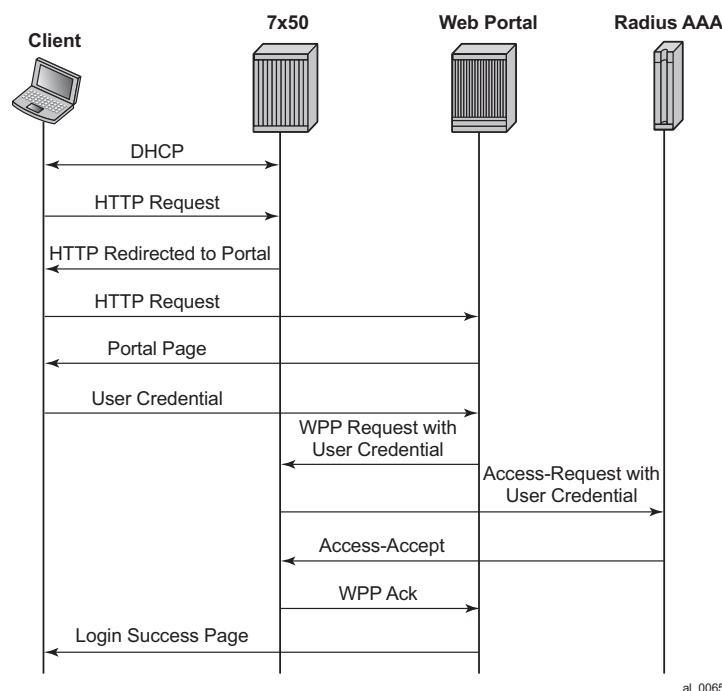 Client
7x50
Web Portal
Radius AAA
DHCP
HTTP Request
HTTP Redirected to Portal
HTTP Request
Portal Page
User Credential
WPP Request with
User Credential
Access-Request with
User Credential
Access-Accept
WPP Ack
Login Success Page
al_0065